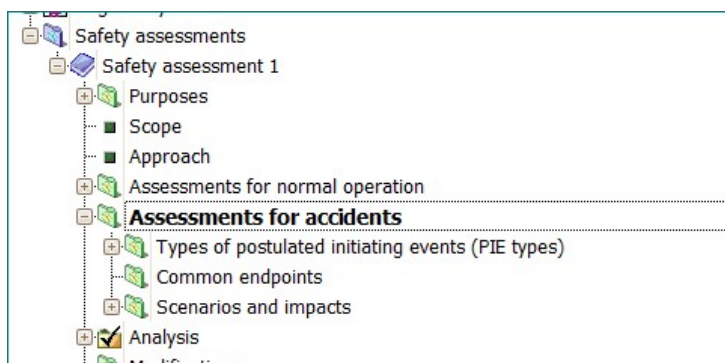 Safety assessments
Safety assessment 1
Purposes
Scope
Approach
Assessments for normal operation
Assessments for accidents
Types of postulated initiating events (PIE types)
Common endpoints
Scenarios and impacts
Analysis